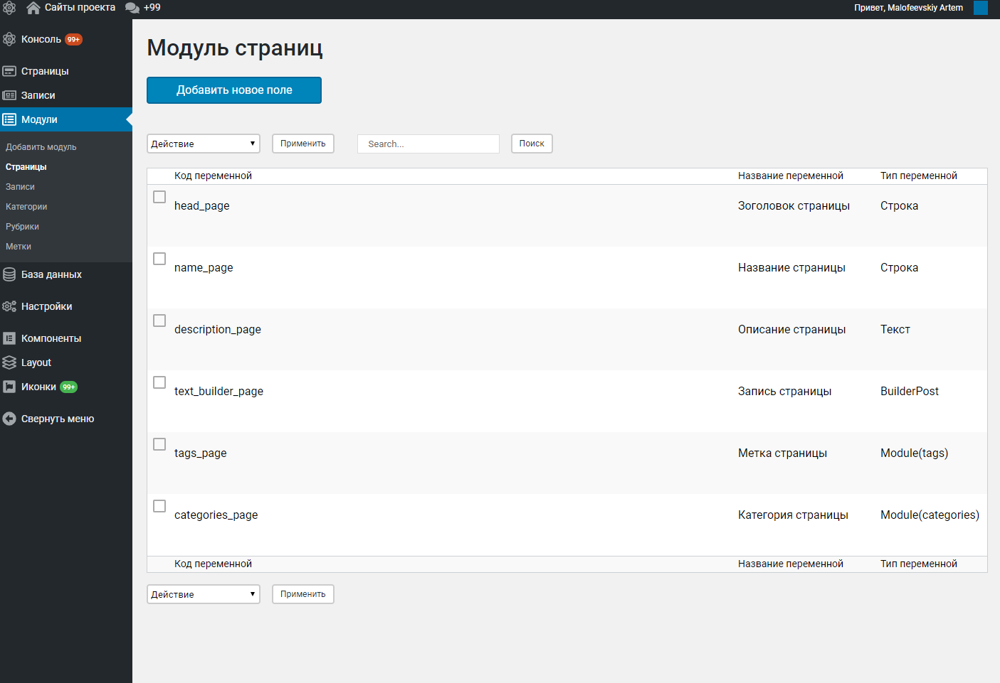 Сайты проекта +99 Привет, Malofeevskiy Artem
Консоль 99+
Страницы
Записи
Модули
Добавить модуль
Страницы
Записи
Категории
Рубрики
Метки
База данных
Настройки
Компоненты
Layout
Иконки 99+
Свернуть меню
Модуль страниц
Добавить новое поле
Действие Применить Search... Поиск
Код переменной Название переменной Тип переменной
head_page Зоголовок страницы Строка
name_page Название страницы Строка
description_page Описание страницы Текст
text_builder_page Запись страницы BuilderPost
tags_page Метка страницы Module(tags)
categories_page Категория страницы Module(categories)
Код переменной Название переменной Тип переменной
Действие Применить